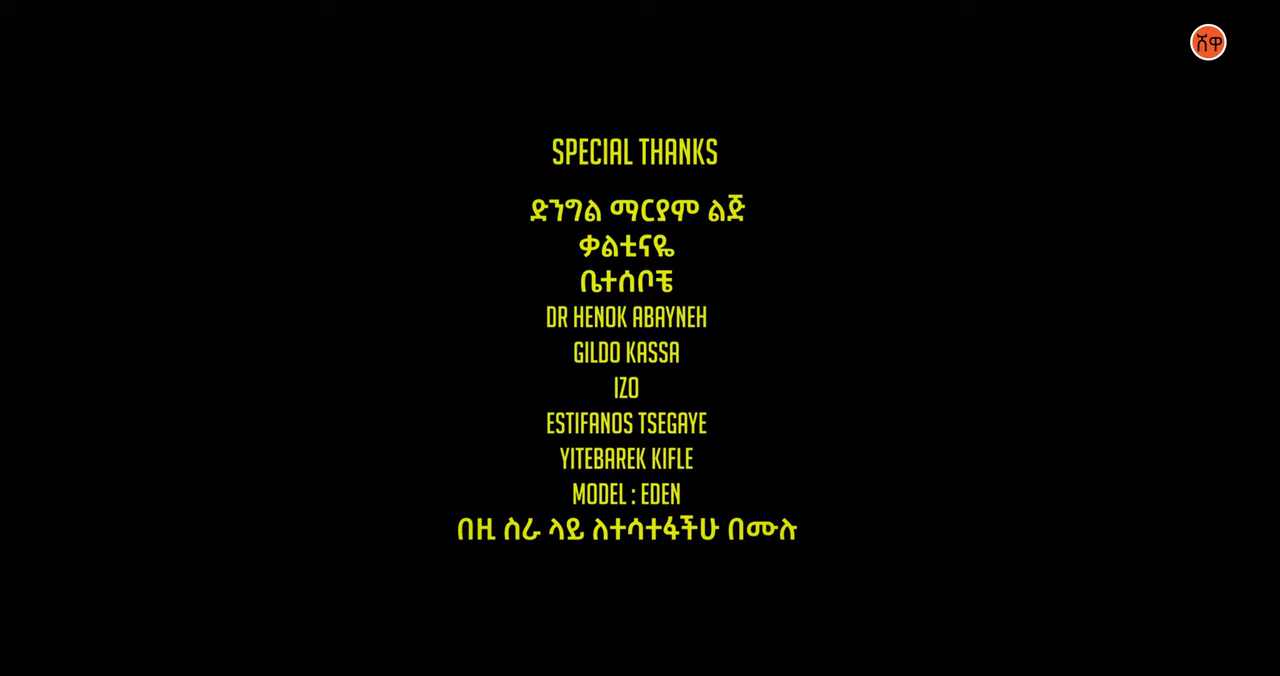 ሸዋ
SPECIAL THANKS
ድንግል ማርያም ልጅ
ቃልቲናዬ
ቤተሰቦቼ
DR HENOK ABAYNEH
GILDO KASSA
IZO
ESTIFANOS TSEGAYE
YITEBAREK KIFLE
MODEL : EDEN
በዚ ስራ ላይ ለተሳተፋችሁ በሙሉ